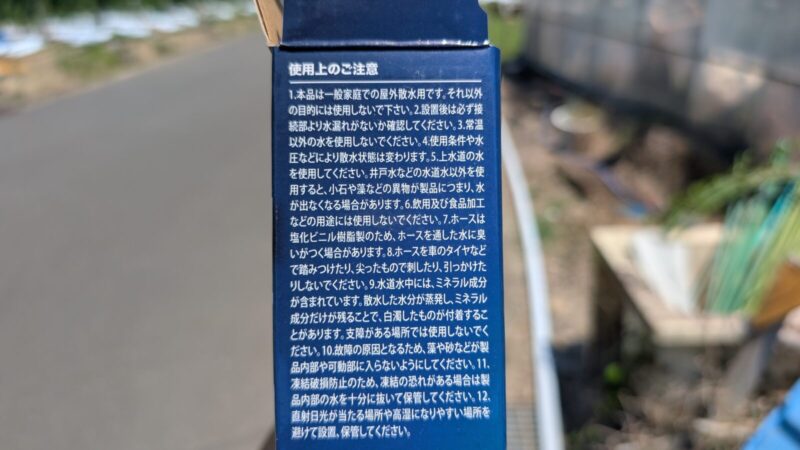 使用上のご注意
1.本品は一般家庭での屋外散水用です。それ以外
の目的には使用しないで下さい。2.設置後は必ず接
続部より水漏れがないか確認してください。3.常温
以外の水を使用しないでください。4.使用条件や水
圧などにより散水状態は変わります。5.上水道の水
を使用してください。井戸水などの水道水以外を使
用すると、小石や藻などの異物が製品につまり、水
が出なくなる場合があります。6.飲用及び食品加工
などの用途には使用しないでください。7.ホースは
塩化ビニル樹脂製のため、ホースを通した水に臭
いがつく場合があります。8.ホースを車のタイヤなど
で踏みつけたり、尖ったもので刺したり、引っかけた
りしないでください。9.水道水中には、ミネラル成分
が含まれています。散水した水分が蒸発し、ミネラル
成分だけが残ることで、白濁したものが付着するこ
とがあります。支障がある場所では使用しないでく
ださい。10.故障の原因となるため、藻や砂などが製
品内部や可動部に入らないようにしてください。11.
凍結破損防止のため、凍結の恐れがある場合は製
品内部の水を十分に抜いて保管してください。12.
直射日光が当たる場所や高温になりやすい場所を
避けて設置、保管してください。